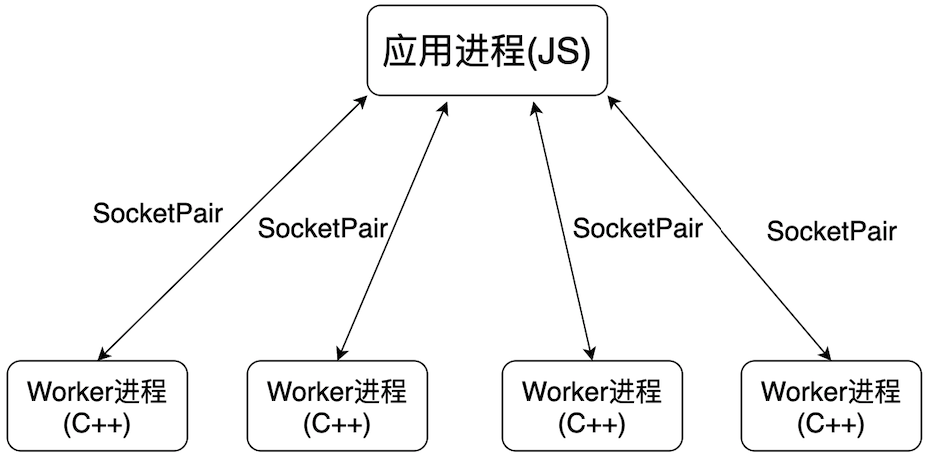 应用进程(JS)
SocketPair
SocketPair
SocketPair
SocketPair
Worker进程
(C++)
Worker进程
(C++)
Worker进程
(C++)
Worker进程
(C++)